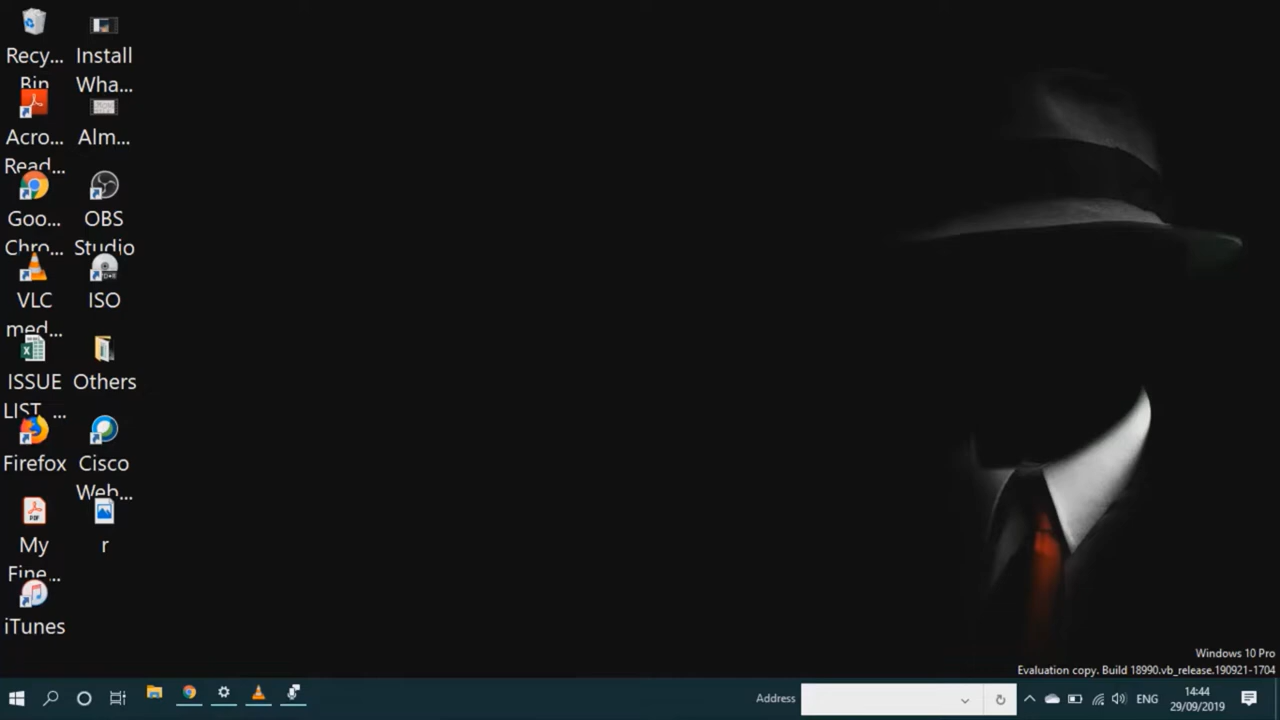 Recy...
Bin
Install
Wha...
Acro...
Read...
Alm...
Goo...
Chro...
OBS
Studio
VLC
med...
ISO
ISSUE
LIST_...
Others
Firefox
Cisco
Web...
My
Fine...
r
iTunes
Windows 10 Pro
Evaluation copy. Build 18990.vb_release.190921-1704
Address
ENG
14:44
29/09/2019